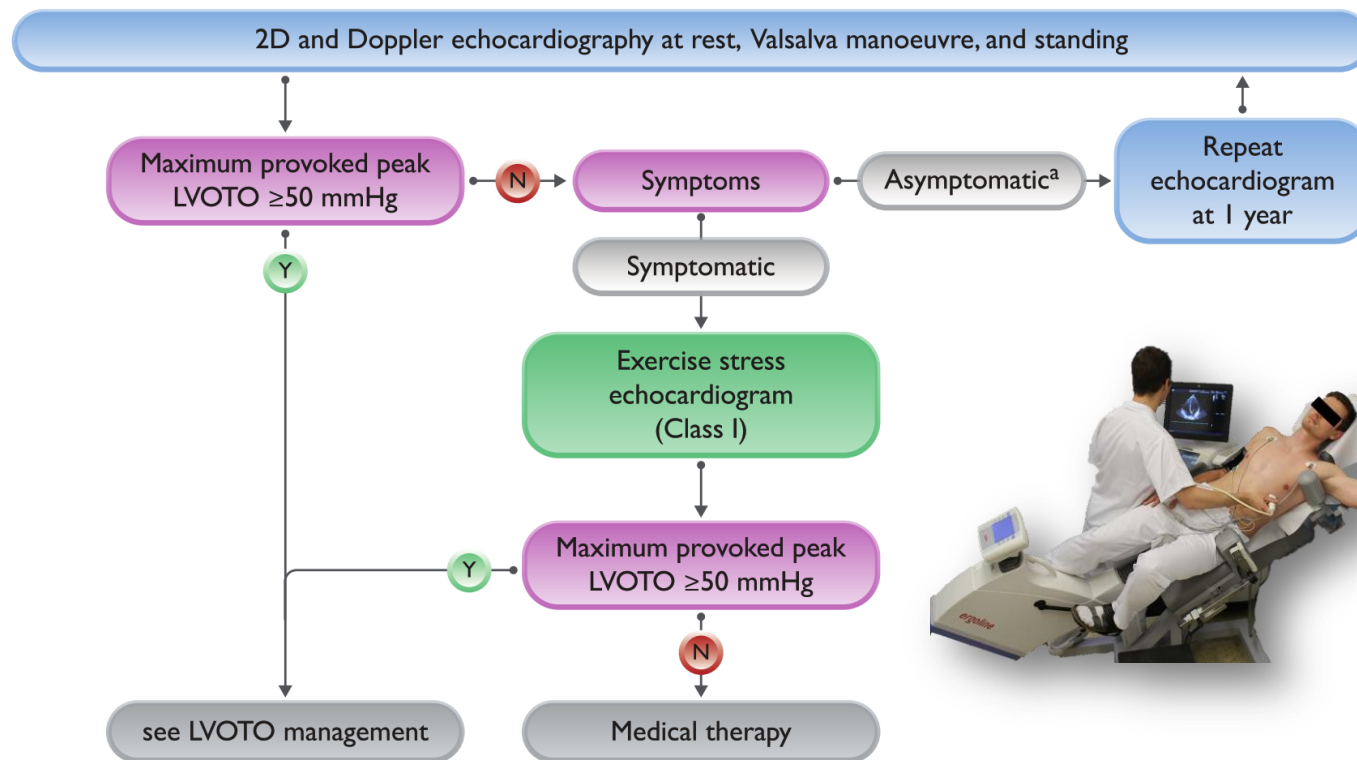 2D and Doppler echocardiography at rest, Valsalva manoeuvre, and standing
Maximum provoked peak
LVOTO ≥50 mmHg
N
Symptoms
Asymptomaticᵃ
Repeat
echocardiogram
at 1 year
Y
Symptomatic
Exercise stress
echocardiogram
(Class I)
Y
Maximum provoked peak
LVOTO ≥50 mmHg
N
ergoline
see LVOTO management
Medical therapy